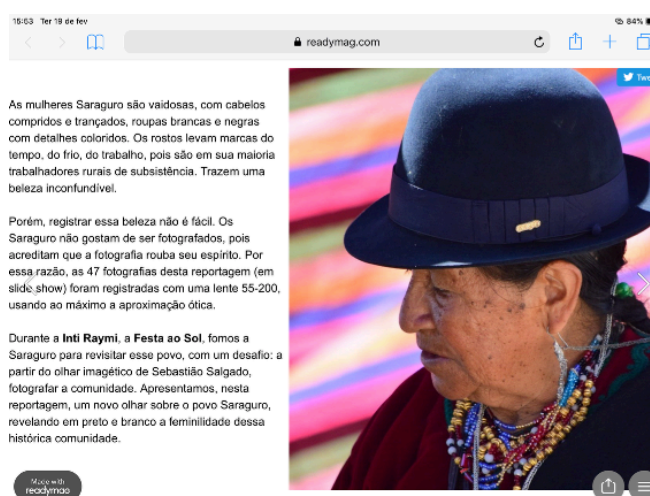 15:53 Ter 19 de fev
84%
readymag.com
Twe
As mulheres Saraguro são vaidosas, com cabelos
compridos e trançados, roupas brancas e negras
com detalhes coloridos. Os rostos levam marcas do
tempo, do frio, do trabalho, pois são em sua maioria
trabalhadores rurais de subsistência. Trazem uma
beleza inconfundível.
Porém, registrar essa beleza não é fácil. Os
Saraguro não gostam de ser fotografados, pois
acreditam que a fotografia rouba seu espírito. Por
essa razão, as 47 fotografias desta reportagem (em
slide show) foram registradas com uma lente 55-200,
usando ao máximo a aproximação ótica.
Durante a Inti Raymi, a Festa ao Sol, fomos a
Saraguro para revisitar esse povo, com um desafio: a
partir do olhar imagético de Sebastião Salgado,
fotografar a comunidade. Apresentamos, nesta
reportagem, um novo olhar sobre o povo Saraguro,
revelando em preto e branco a feminilidade dessa
histórica comunidade.
Made with
readymag